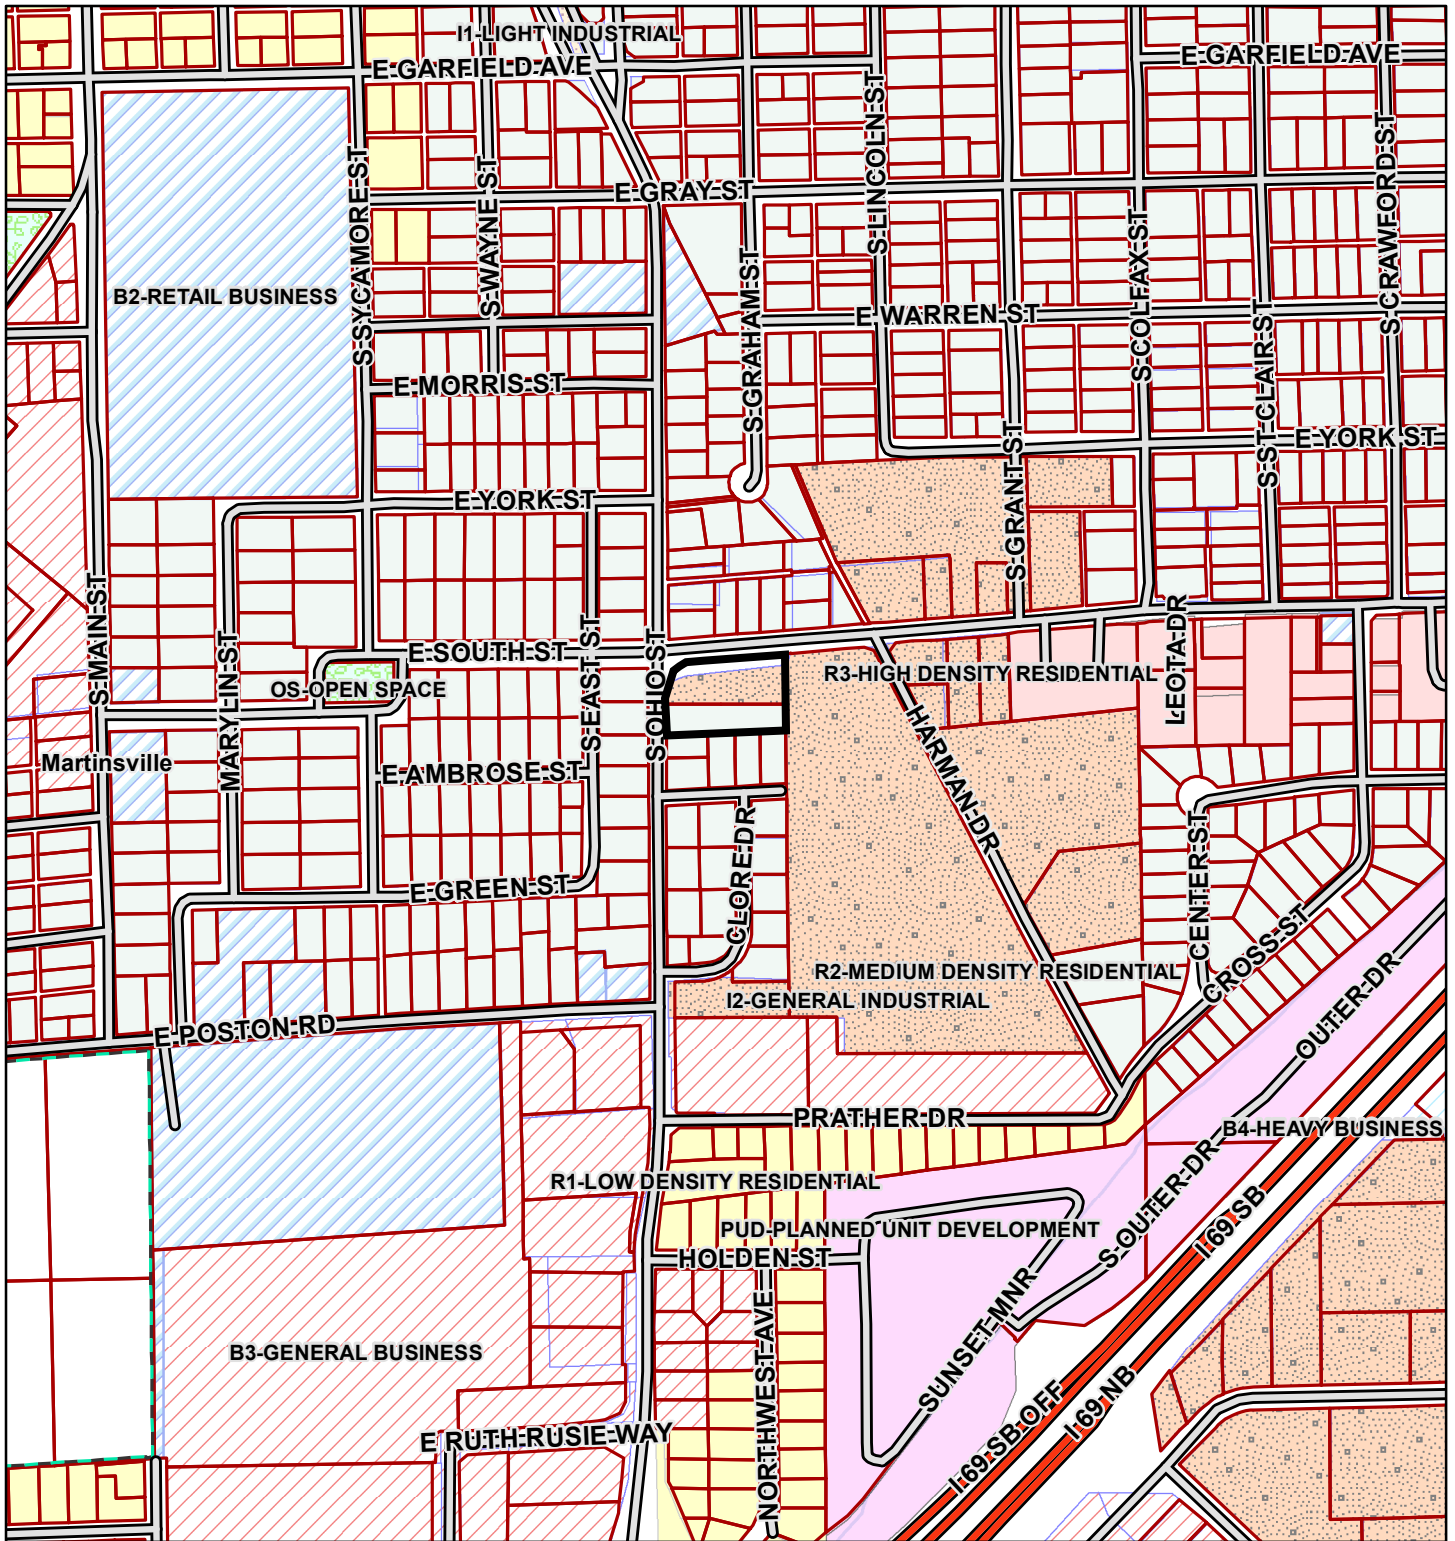 I1-LIGHT INDUSTRIAL
E GARFIELD AVE
E GARFIELD AVE
S LINCOLN ST
S CRAWFORD ST
S SYCAMORE ST
S WAYNE ST
E GRAY ST
S COLFAX ST
S GRAHAM ST
B2-RETAIL BUSINESS
E WARREN ST
S ST CLAIR ST
E MORRIS ST
S GRANT ST
E YORK ST
E YORK ST
S MAIN ST
MARY LIN ST
E SOUTH ST
S EAST ST
S OHIO ST
LEOTA DR
R3-HIGH DENSITY RESIDENTIAL
OS-OPEN SPACE
HARMAN DR
Martinsville
E AMBROSE ST
CLORE DR
CENTER ST
E GREEN ST
CROSS ST
R2-MEDIUM DENSITY RESIDENTIAL
I2-GENERAL INDUSTRIAL
OUTER DR
E POSTON RD
PRATHER DR
B4-HEAVY BUSINESS
S OUTER DR
R1-LOW DENSITY RESIDENTIAL
I 69 SB
PUD-PLANNED UNIT DEVELOPMENT
HOLDEN ST
SUNSET MNR
NORTHWEST AVE
B3-GENERAL BUSINESS
I 69 SB OFF
I 69 NB
E RUTH RUSIE WAY